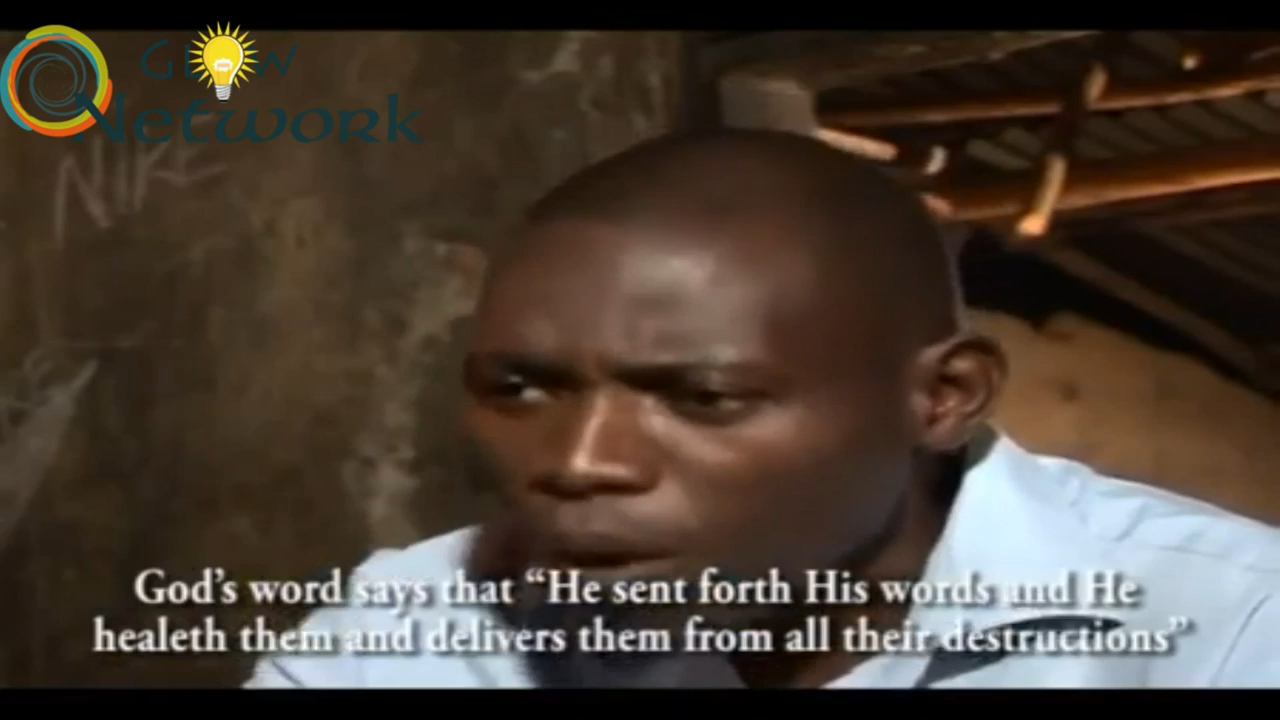 GLOW
Network
NIKE
God's word says that “He sent forth His words and He
healeth them and delivers them from all their destructions”